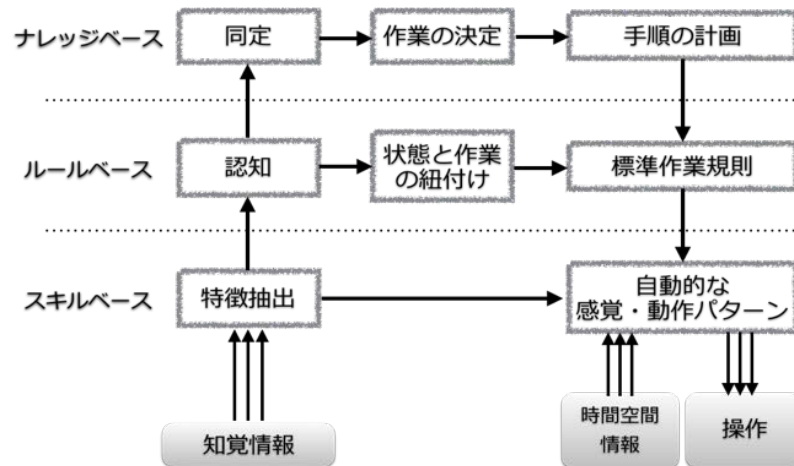 ナレッジベース
同定
作業の決定
手順の計画
ルールベース
認知
状態と作業
の紐付け
標準作業規則
スキルベース
特徴抽出
自動的な
感覚・動作パターン
知覚情報
時間空間
情報
操作